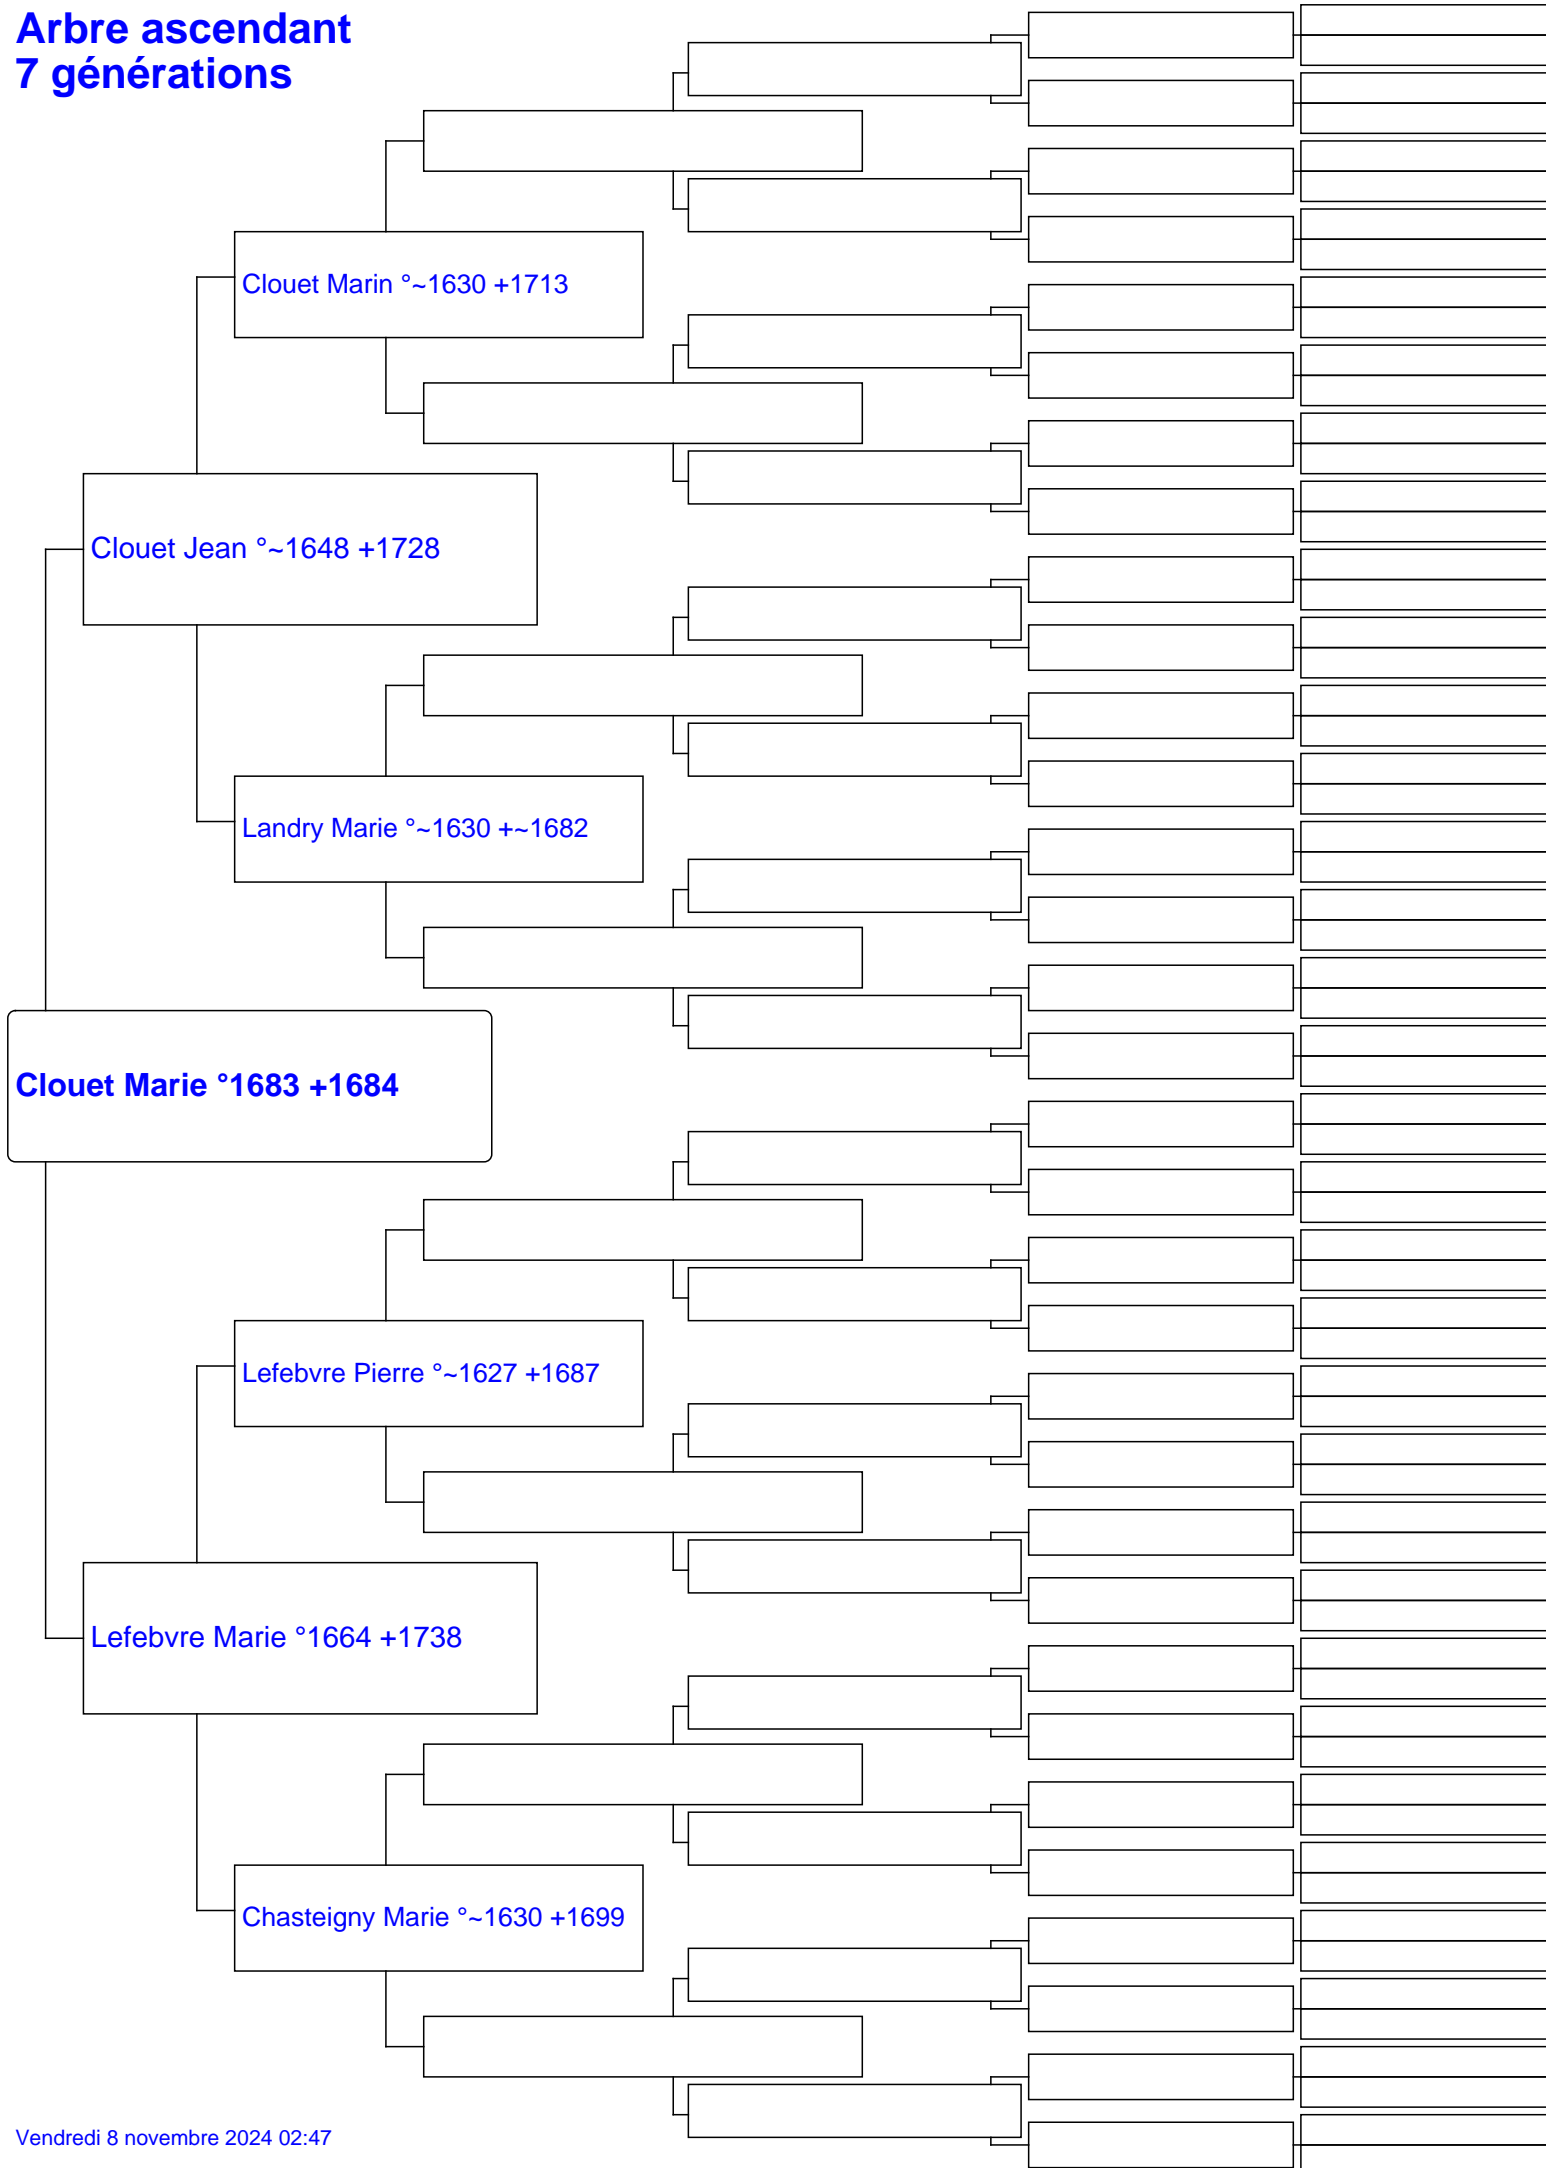 Arbre ascendant
7 générations
Clouet Marin °~1630 +1713
Clouet Jean °~1648 +1728
Landry Marie °~1630 +~1682
Clouet Marie °1683 +1684
Lefebvre Pierre °~1627 +1687
Lefebvre Marie °1664 +1738
Chasteigny Marie °~1630 +1699
Vendredi 8 novembre 2024 02:47